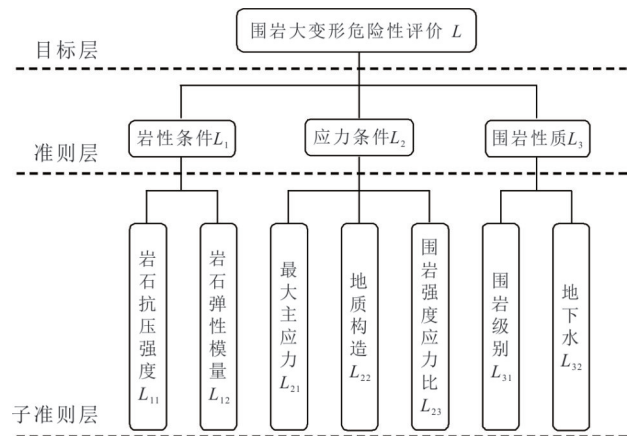 围岩大变形危险性评价 L
目标层
岩性条件L₁
应力条件L₂
围岩性质L₃
准则层
岩石抗压强度L₁₁
岩石弹性模量L₁₂
最大主应力L₂₁
地质构造L₂₂
围岩强度应力比L₂₃
围岩级别L₃₁
地下水L₃₂
子准则层